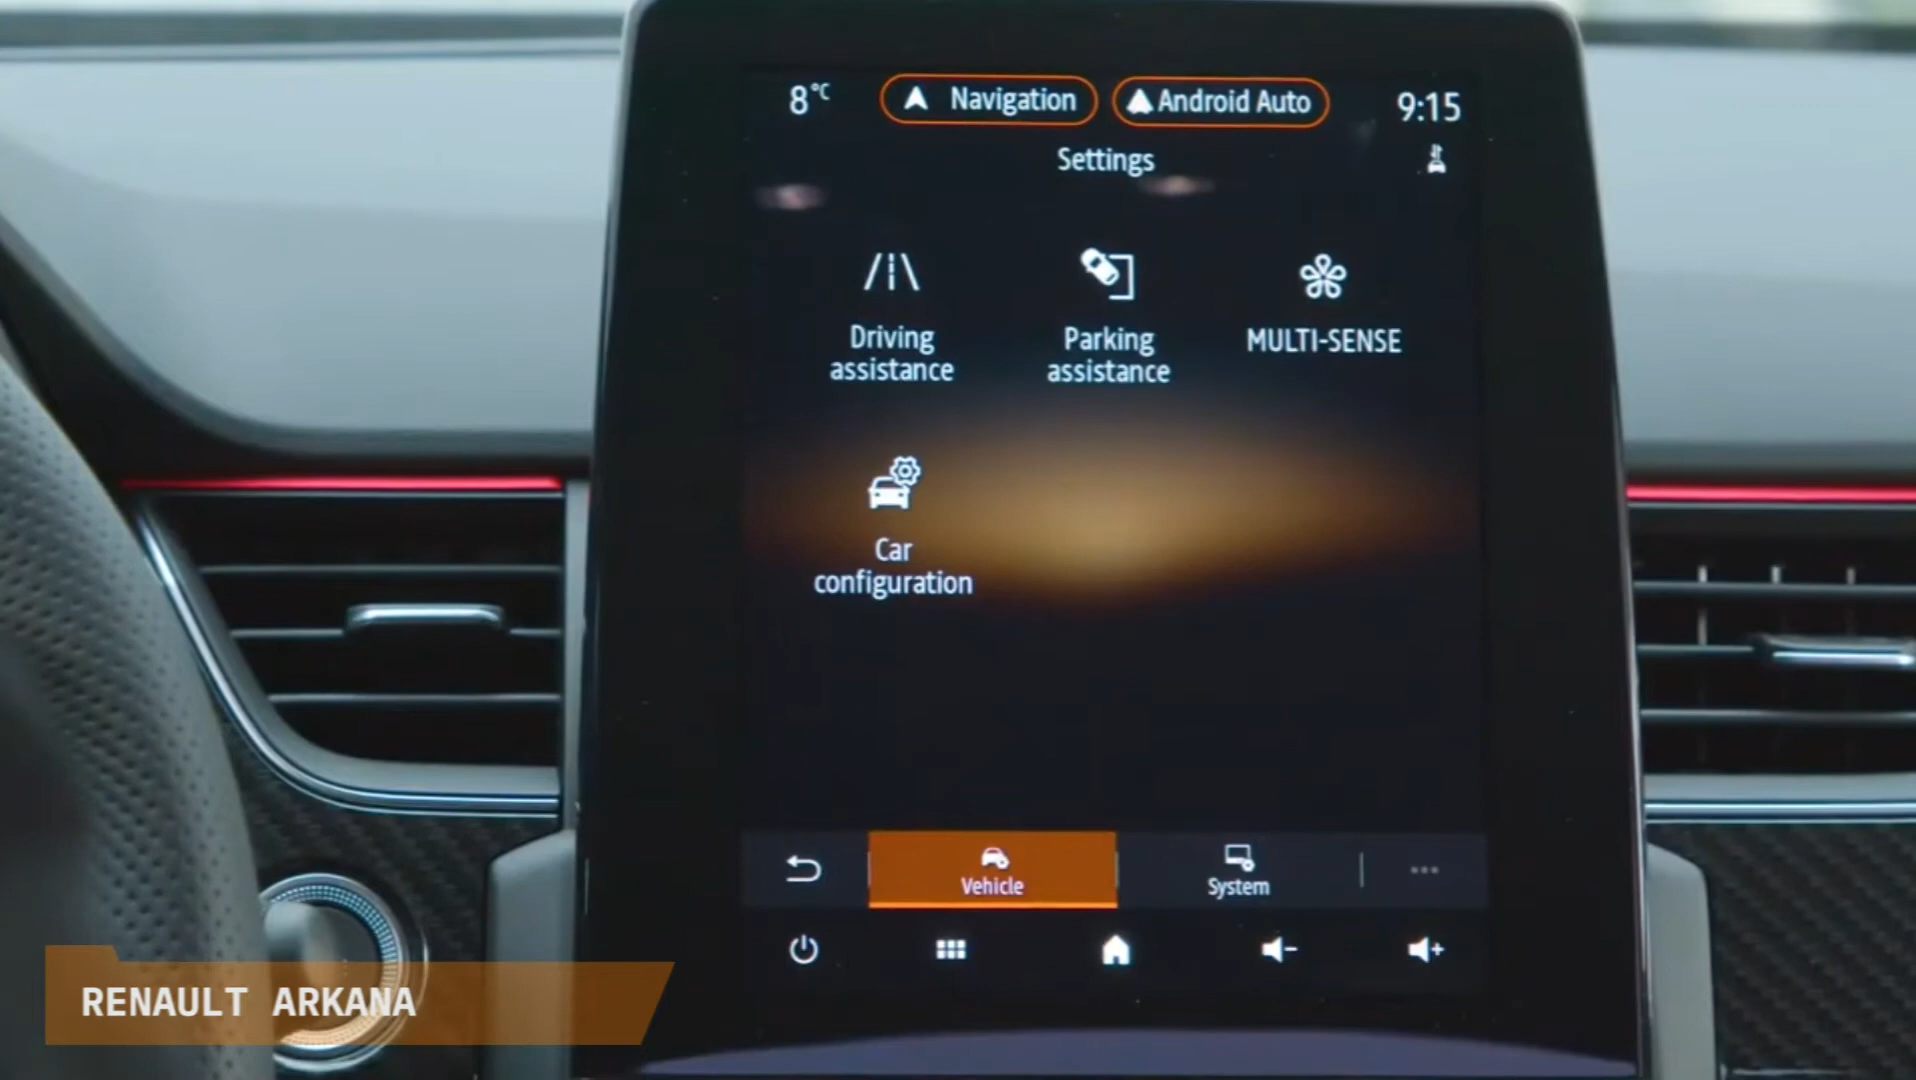 8°C Navigation Android Auto 9:15
Settings
Driving
assistance
Parking
assistance
MULTI-SENSE
Car
configuration
Vehicle
System
RENAULT ARKANA